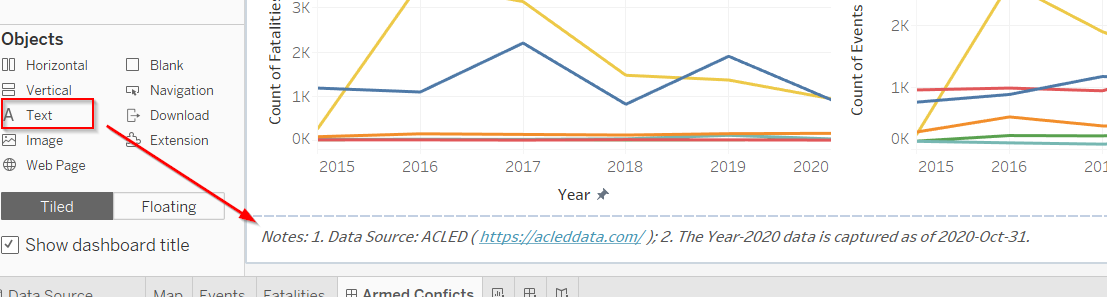 Objects
Horizontal
Blank
Vertical
Navigation
A Text
Download
Image
Extension
Web Page
Tiled
Floating
Show dashboard title
Count of Fatalities
3K
2K
1K
0K
2015 2016 2017 2018 2019 2020
Year
Count of Events
2K
1K
0K
2015 2016
Notes: 1. Data Source: ACLED ( https://acleddata.com/ ); 2. The Year-2020 data is captured as of 2020-Oct-31.
Data Source
Map
Events
Fatalities
Armed Conficts